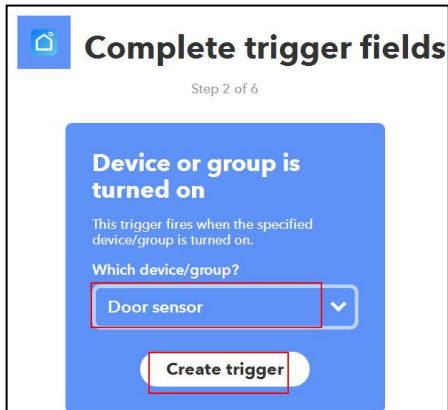 Complete trigger fields
Step 2 of 6
Device or group is
turned on
This trigger fires when the specified
device/group is turned on.
Which device/group?
Door sensor
Create trigger